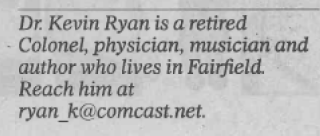 Dr. Kevin Ryan is a retired
Colonel, physician, musician and
author who lives in Fairfield.
Reach him at
ryan_k@comcast.net.